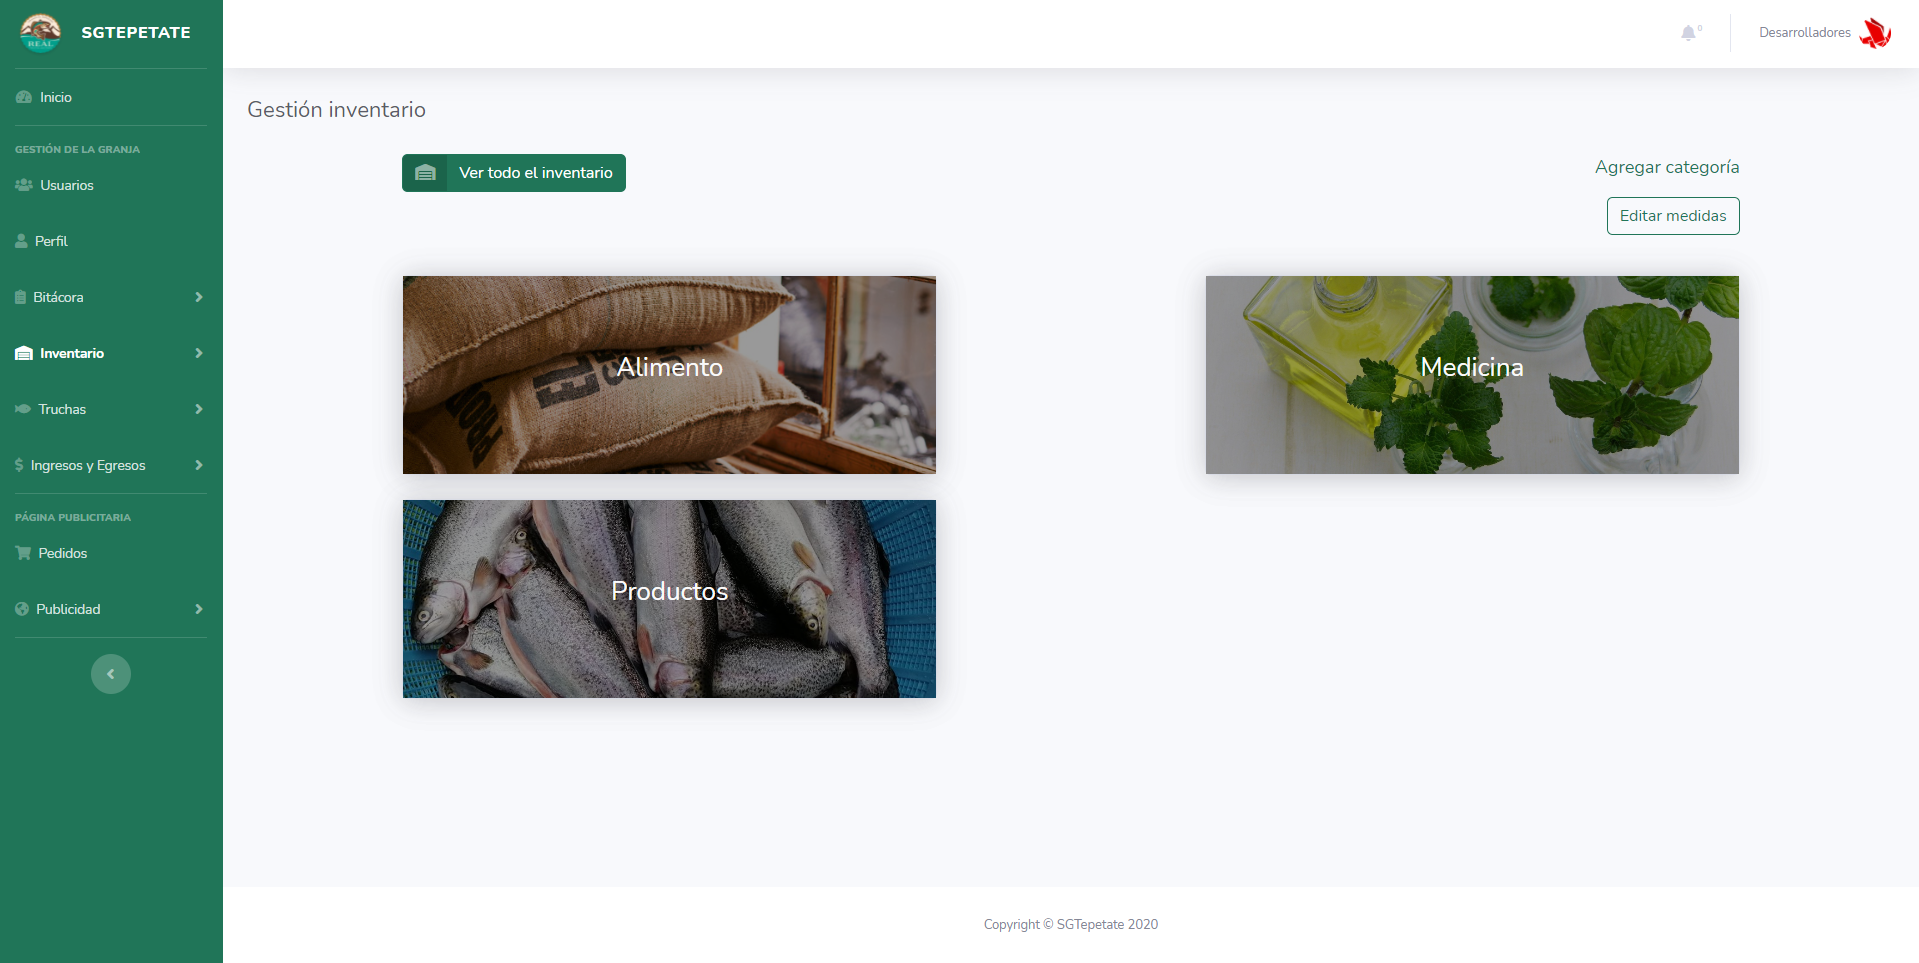 REAL
SGTEPETATE
Inicio
GESTIÓN DE LA GRANJA
Usuarios
Perfil
Bitácora
Inventario
Truchas
Ingresos y Egresos
PÁGINA PUBLICITARIA
Pedidos
Publicidad
0
Desarrolladores
Gestión inventario
Ver todo el inventario
Agregar categoría
Editar medidas
Alimento
Medicina
Productos
Copyright © SGTepetate 2020